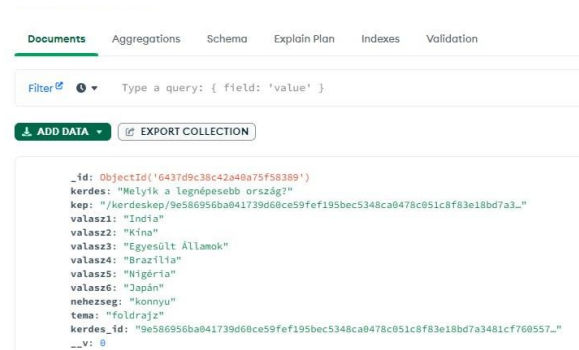 Documents Aggregations Schema Explain Plan Indexes Validation
Filter Type a query: { field: 'value' }
ADD DATA EXPORT COLLECTION
_id: ObjectId('6437d9c38c42a40a75f58389')
kerdes: "Melyik a legnépesebb ország?"
kep: "/kerdeskep/9e586956ba041739d60ce59fef195bec5348ca0478c051c8f83e18bd7a3…"
valasz1: "India"
valasz2: "Kína"
valasz3: "Egyesült Államok"
valasz4: "Brazília"
valasz5: "Nigéria"
valasz6: "Japán"
nehezseg: "konnyu"
tema: "foldrajz"
kerdes_id: "9e586956ba041739d60ce59fef195bec5348ca0478c051c8f83e18bd7a3481cf760557…"
__v: 0